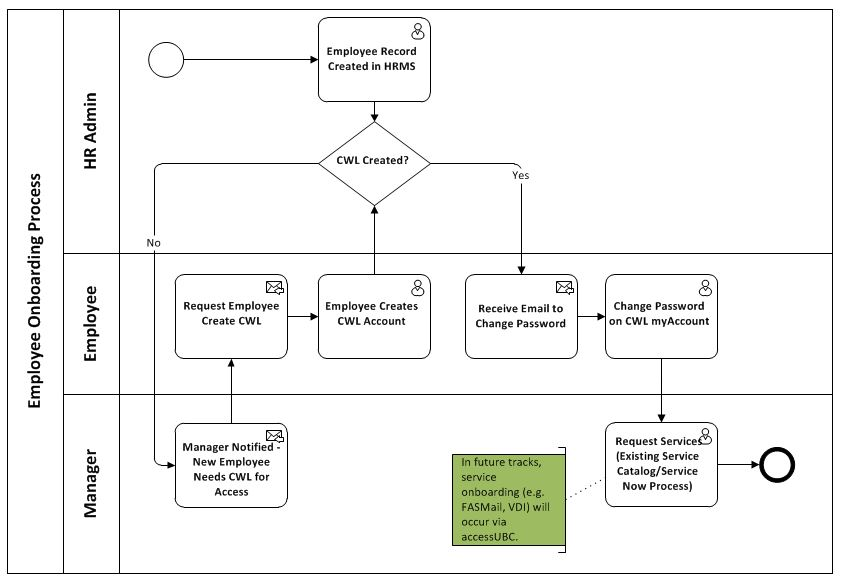 Employee Onboarding Process
HR Admin
Employee Record
Created in HRMS
CWL Created?
Yes
No
Employee
Request Employee
Create CWL
Employee Creates
CWL Account
Receive Email to
Change Password
Change Password
on CWL myAccount
Manager
Manager Notified -
New Employee
Needs CWL for
Access
In future tracks,
service
onboarding (e.g.
FASMail, VDI) will
occur via
accessUBC.
Request Services
(Existing Service
Catalog/Service
Now Process)